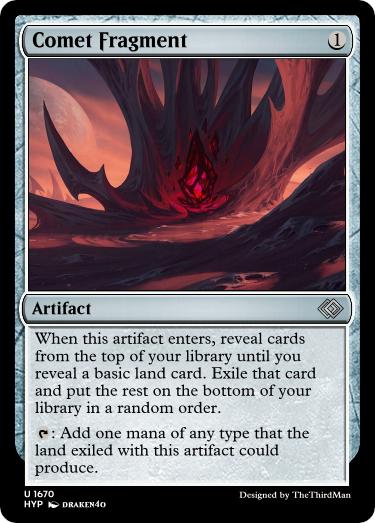 Comet Fragment 1
Artifact
When this artifact enters, reveal cards
from the top of your library until you
reveal a basic land card. Exile that card
and put the rest on the bottom of your
library in a random order.
: Add one mana of any type that the
land exiled with this artifact could
produce.
U 1670
HYP DRAKEN4O Designed by TheThirdMan